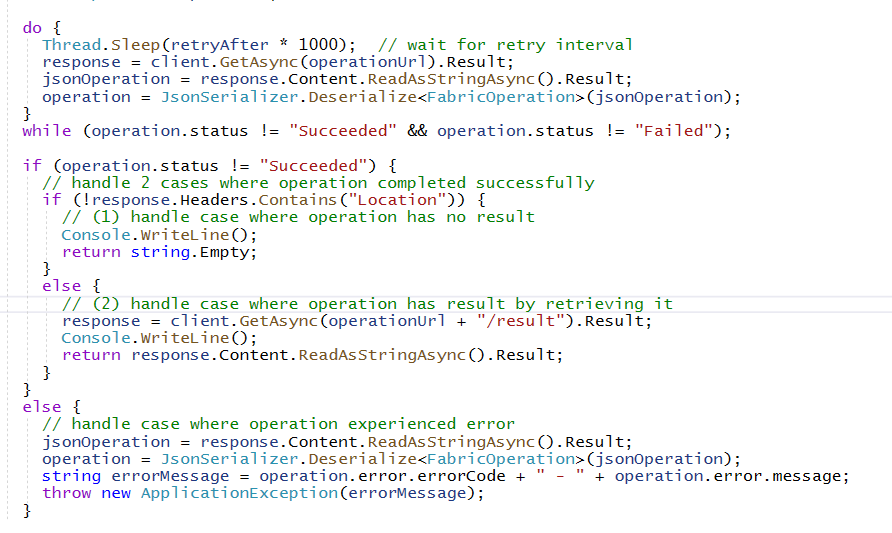 do {
  Thread.Sleep(retryAfter * 1000);  // wait for retry interval
  response = client.GetAsync(operationUrl).Result;
  jsonOperation = response.Content.ReadAsStringAsync().Result;
  operation = JsonSerializer.Deserialize<FabricOperation>(jsonOperation);
}
while (operation.status != "Succeeded" && operation.status != "Failed");

if (operation.status != "Succeeded") {
  // handle 2 cases where operation completed successfully
  if (!response.Headers.Contains("Location")) {
    // (1) handle case where operation has no result
    Console.WriteLine();
    return string.Empty;
  }
  else {
    // (2) handle case where operation has result by retrieving it
    response = client.GetAsync(operationUrl + "/result").Result;
    Console.WriteLine();
    return response.Content.ReadAsStringAsync().Result;
  }
}
else {
  // handle case where operation experienced error
  jsonOperation = response.Content.ReadAsStringAsync().Result;
  operation = JsonSerializer.Deserialize<FabricOperation>(jsonOperation);
  string errorMessage = operation.error.errorCode + " - " + operation.error.message;
  throw new ApplicationException(errorMessage);
}